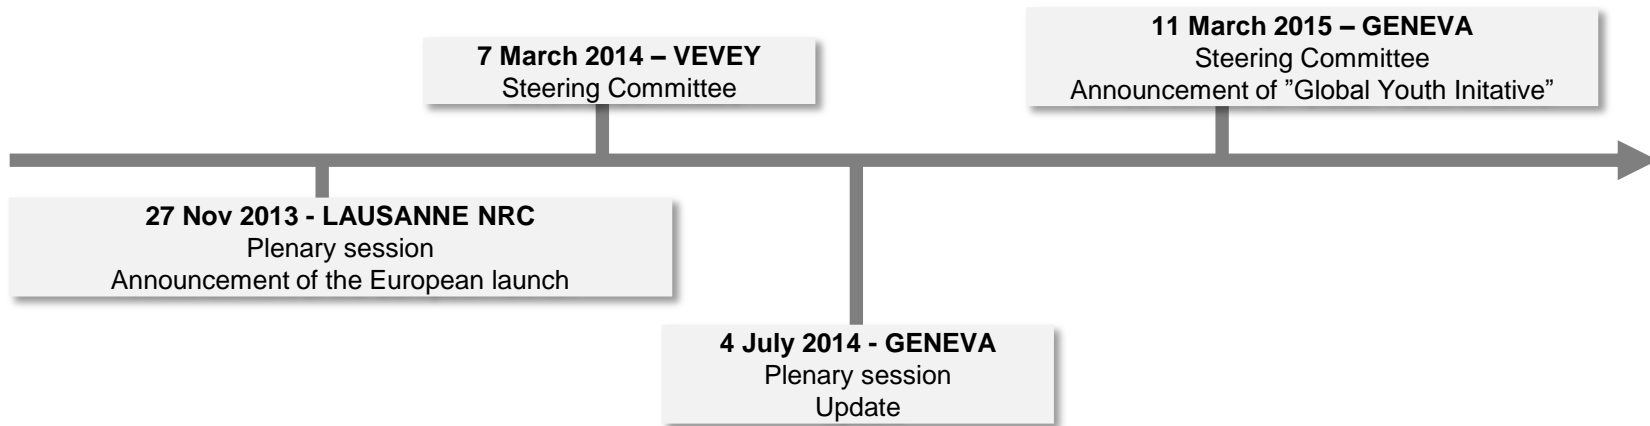 7 March 2014 – VEVEY
Steering Committee
11 March 2015 – GENEVA
Steering Committee
Announcement of ”Global Youth Initative”
27 Nov 2013 - LAUSANNE NRC
Plenary session
Announcement of the European launch
4 July 2014 - GENEVA
Plenary session
Update